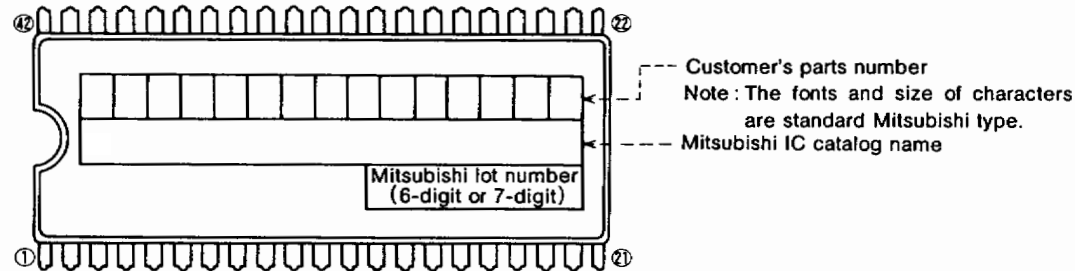 ㊷ ㉒
Customer's parts number
Note : The fonts and size of characters
are standard Mitsubishi type.
Mitsubishi IC catalog name
Mitsubishi lot number
(6-digit or 7-digit)
① ㉑